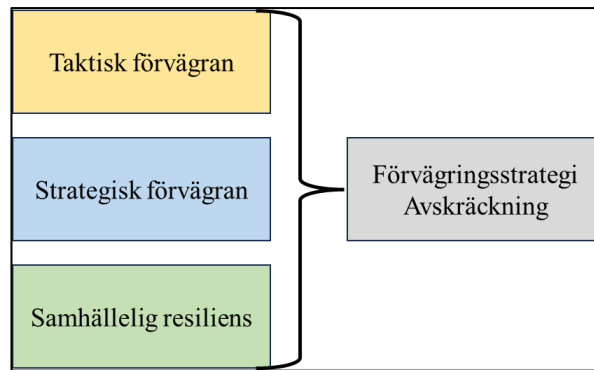 Taktisk förvägran
Strategisk förvägran
Samhällelig resiliens
Förvägringsstrategi
Avskräckning